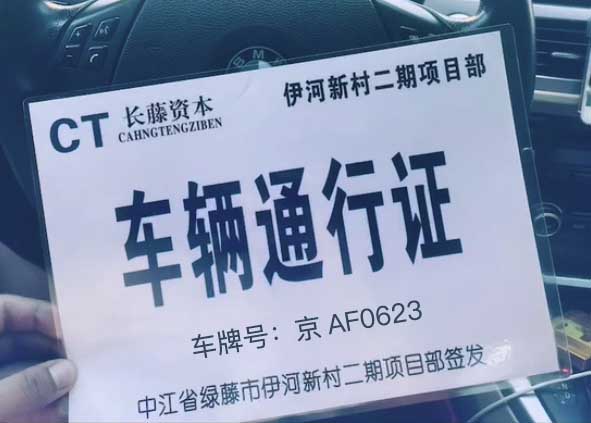 CT 长藤资本
CAHNGTENGZIBEN
伊河新村二期项目部
车辆通行证
车牌号：京 AF0623
中江省绿藤市伊河新村二期项目部签发